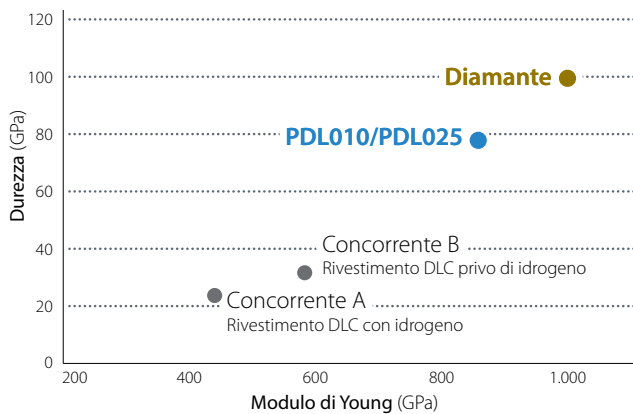 120
100
80
60
40
20
0
Durezza (GPa)
Diamante
PDL010/PDL025
Concorrente B
Rivestimento DLC privo di idrogeno
Concorrente A
Rivestimento DLC con idrogeno
200 400 600 800 1.000
Modulo di Young (GPa)